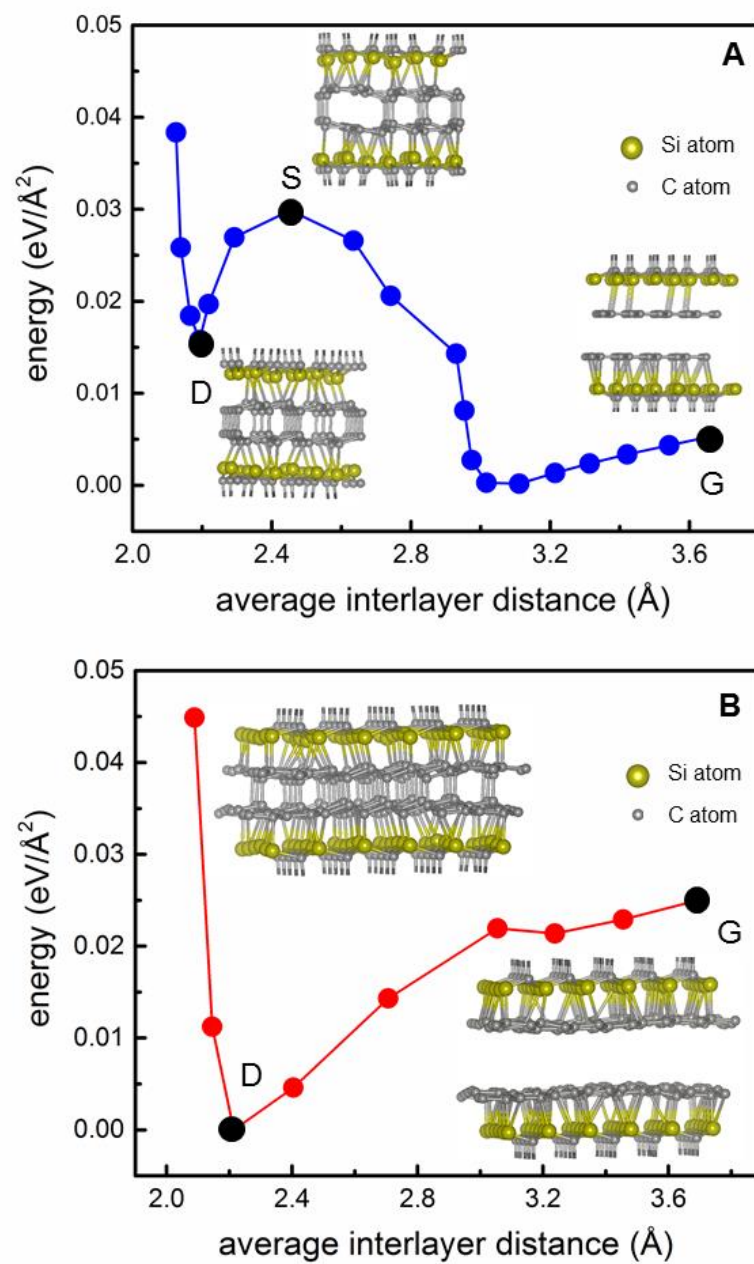 0.05
A
0.04
Si atom
C atom
S
0.03
energy (eV/Å²)
0.02
D
0.01
G
0.00
2.0 2.4 2.8 3.2 3.6
average interlayer distance (Å)
0.05
B
Si atom
0.04
C atom
0.03
energy (eV/Å²)
G
0.02
0.01
D
0.00
2.0 2.4 2.8 3.2 3.6
average interlayer distance (Å)